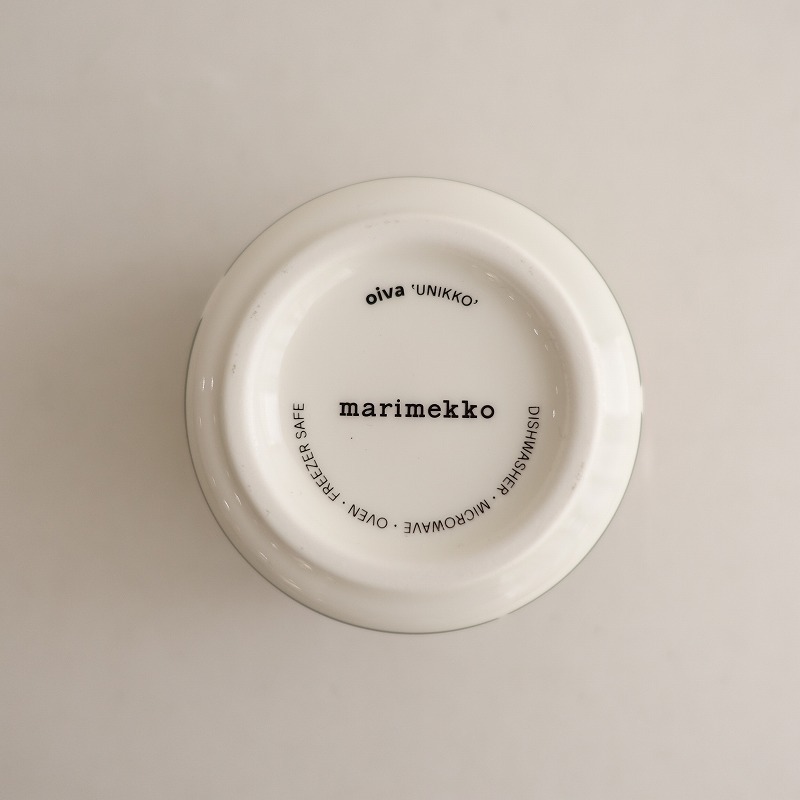 oiva 'UNIKKO'
marimekko
DISHWASHER · MICROWAVE · OVEN · FREEZER SAFE